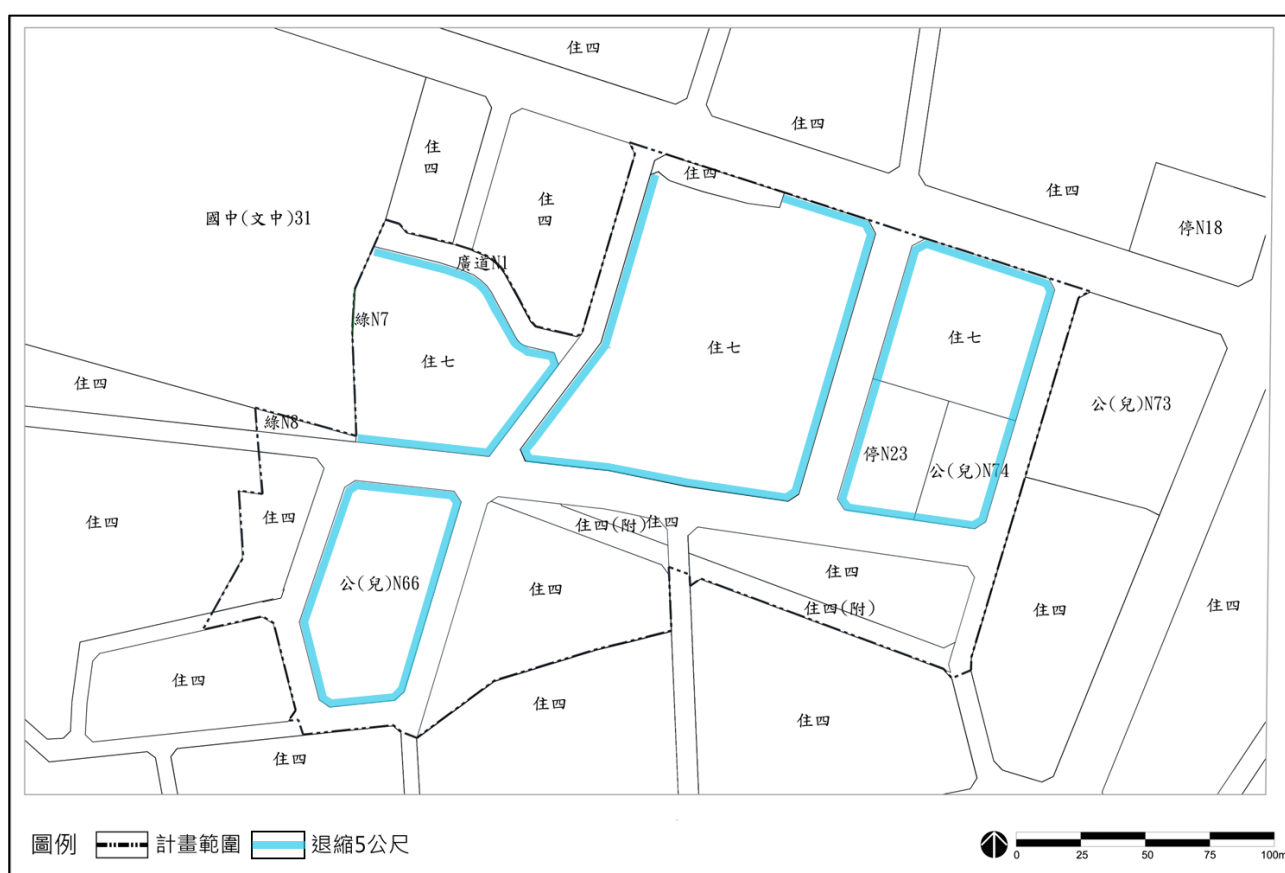 住四
住四
住
四
住四
住四
住
四
國中(文中)31
停N18
廣道N1
綠N7
住七
住七
住七
住四
公(兒)N73
綠N8
停N23
公(兒)N74
住四
住四
住四(附)
住四
公(兒)N66
住四
住四
住四(附)
住四
住四
住四
住四
住四
住四
圖例
計畫範圍
退縮5公尺
0
25
50
75
100m